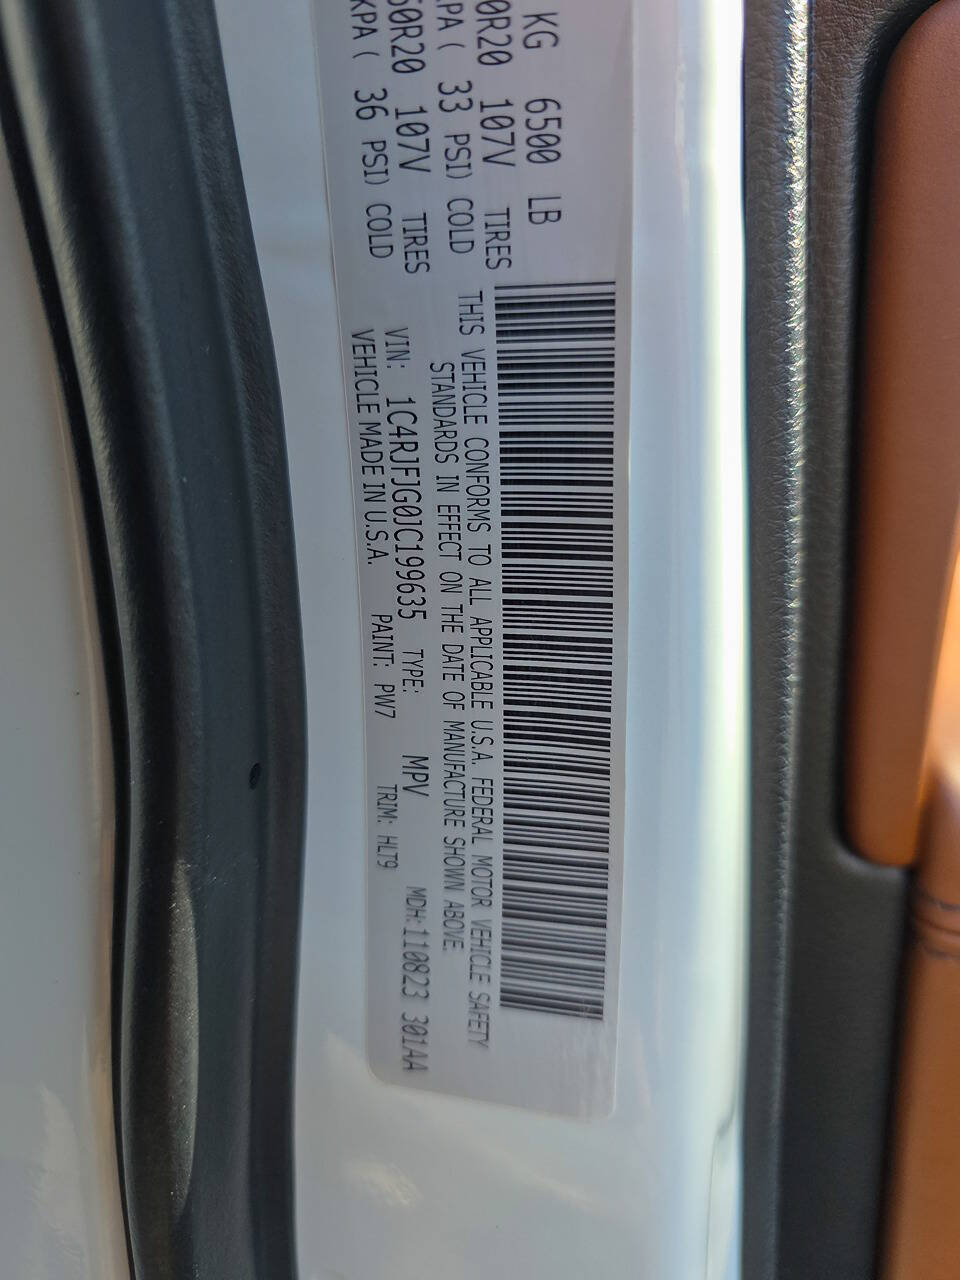 KG 6500 LB
0R20 107V TIRES
PA ( 33 PSI) COLD
50R20 107V TIRES
KPA ( 36 PSI) COLD
THIS VEHICLE CONFORMS TO ALL APPLICABLE U.S.A. FEDERAL MOTOR VEHICLE SAFETY
STANDARDS IN EFFECT ON THE DATE OF MANUFACTURE SHOWN ABOVE.
VIN: 1C4RJFJG0JC199635 TYPE: MPV MDH:110823 301AA
VEHICLE MADE IN U.S.A. PAINT: PW7 TRIM: HLT9